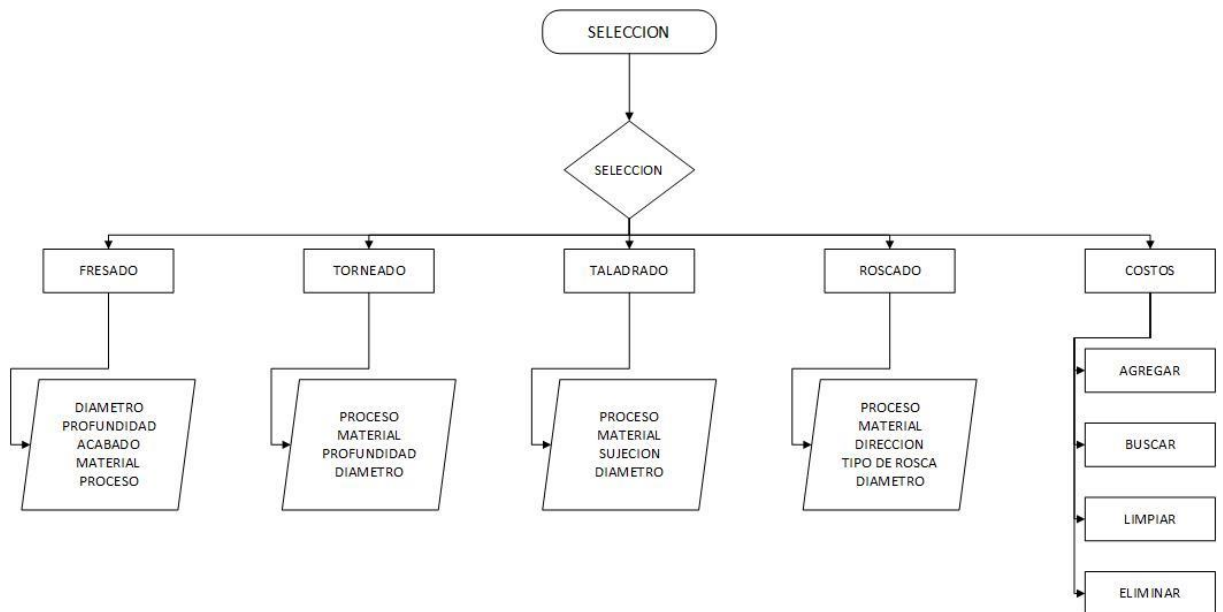 SELECCION
SELECCION
FRESADO
TORNEADO
TALADRADO
ROSCADO
COSTOS
DIAMETRO
PROFUNDIDAD
ACABADO
MATERIAL
PROCESO
PROCESO
MATERIAL
PROFUNDIDAD
DIAMETRO
PROCESO
MATERIAL
SUJECION
DIAMETRO
PROCESO
MATERIAL
DIRECCION
TIPO DE ROSCA
DIAMETRO
AGREGAR
BUSCAR
LIMPIAR
ELIMINAR